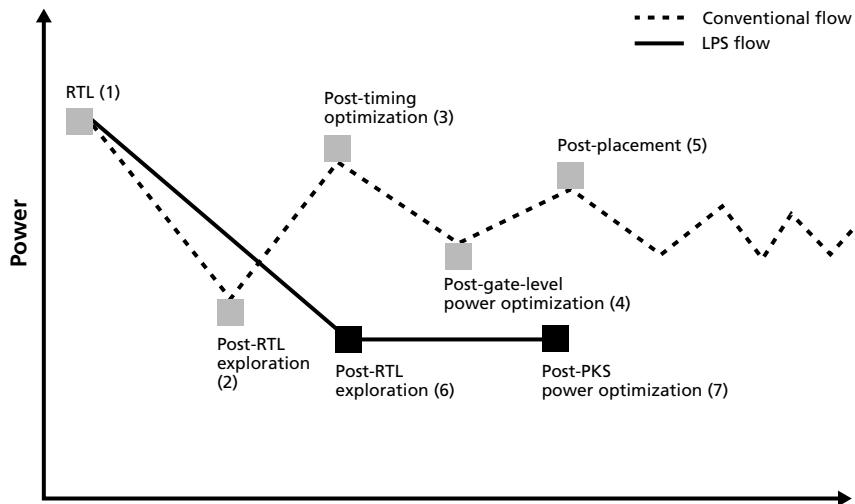 Conventional flow
LPS flow
RTL (1)
Post-timing
optimization (3)
Post-placement (5)
Power
Post-gate-level
power optimization (4)
Post-RTL
exploration
(2)
Post-RTL
exploration (6)
Post-PKS
power optimization (7)